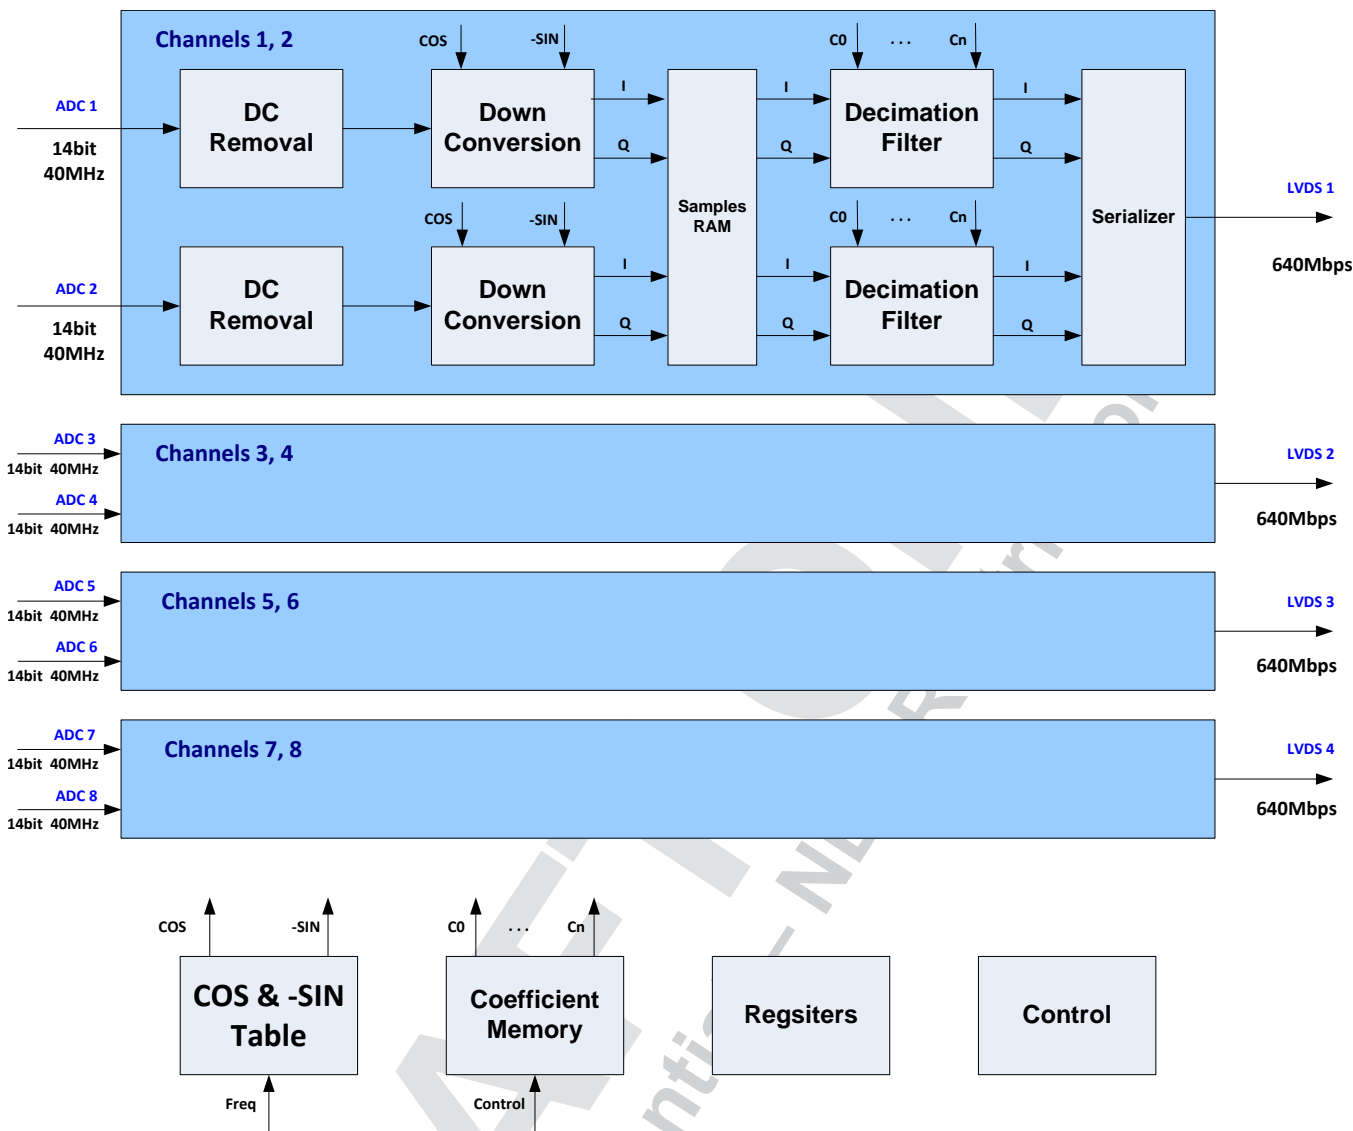 Channels 1, 2
COS
-SIN
C0
. . .
Cn
ADC 1
14bit
40MHz
DC
Removal
Down
Conversion
I
Q
I
Q
Decimation
Filter
I
Q
Samples
RAM
Serializer
LVDS 1
640Mbps
COS
-SIN
C0
. . .
Cn
ADC 2
14bit
40MHz
DC
Removal
Down
Conversion
I
Q
I
Q
Decimation
Filter
I
Q
ADC 3
14bit 40MHz
ADC 4
14bit 40MHz
Channels 3, 4
LVDS 2
640Mbps
ADC 5
14bit 40MHz
ADC 6
14bit 40MHz
Channels 5, 6
LVDS 3
640Mbps
ADC 7
14bit 40MHz
ADC 8
14bit 40MHz
Channels 7, 8
LVDS 4
640Mbps
COS
-SIN
C0
. . .
Cn
COS & -SIN
Table
Coefficient
Memory
Regsiters
Control
Freq
Control